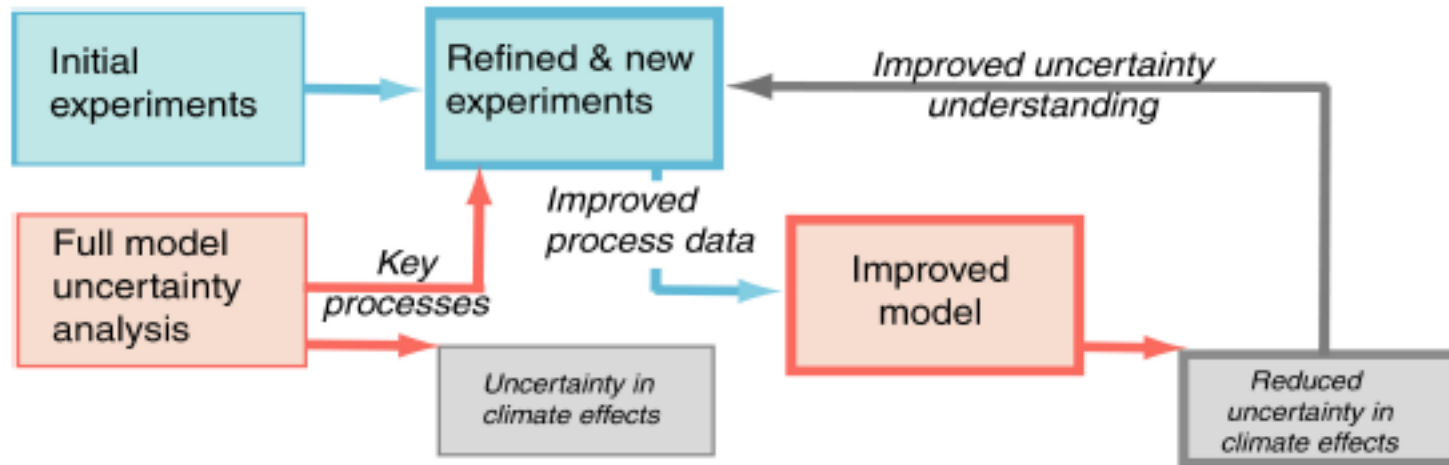 Initial
experiments
Refined & new
experiments
Improved uncertainty
understanding
Full model
uncertainty
analysis
Key
processes
Improved
process data
Improved
model
Uncertainty in
climate effects
Reduced
uncertainty in
climate effects